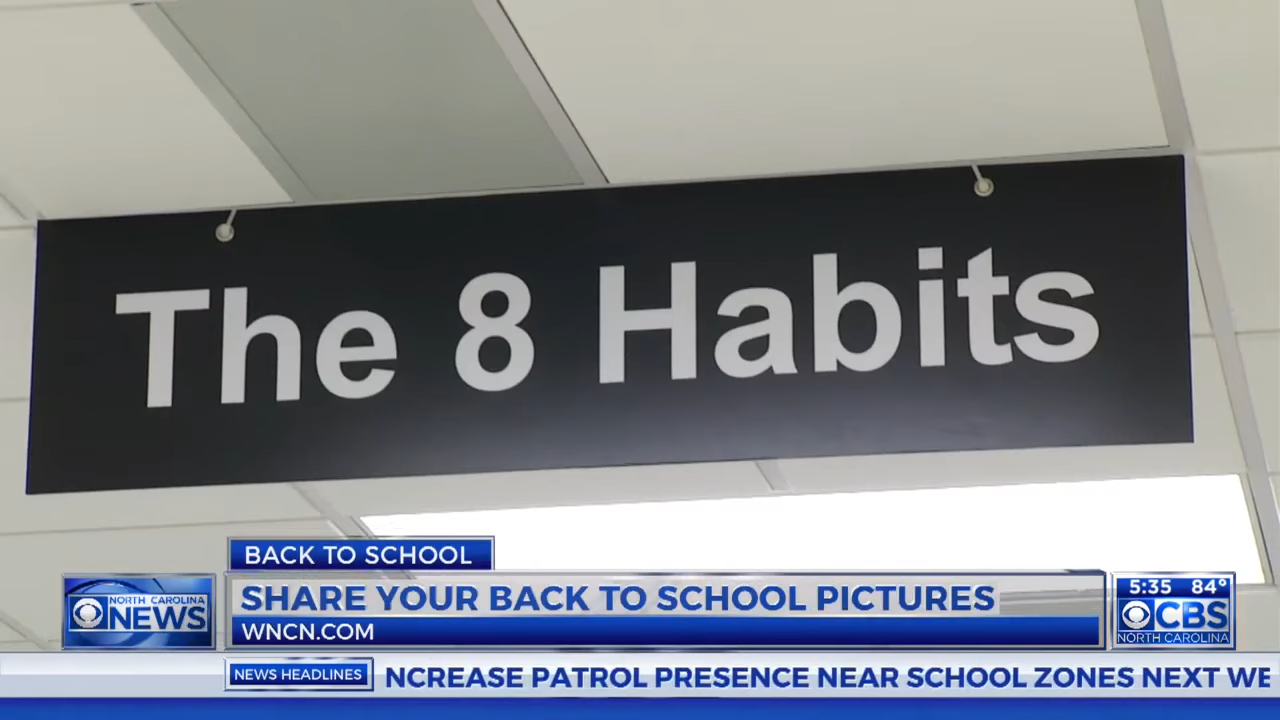 The 8 Habits
BACK TO SCHOOL
SHARE YOUR BACK TO SCHOOL PICTURES
WNCN.COM
NORTH CAROLINA
NEWS
5:35 84°
CBS
NORTH CAROLINA
NEWS HEADLINES
NCREASE PATROL PRESENCE NEAR SCHOOL ZONES NEXT WE